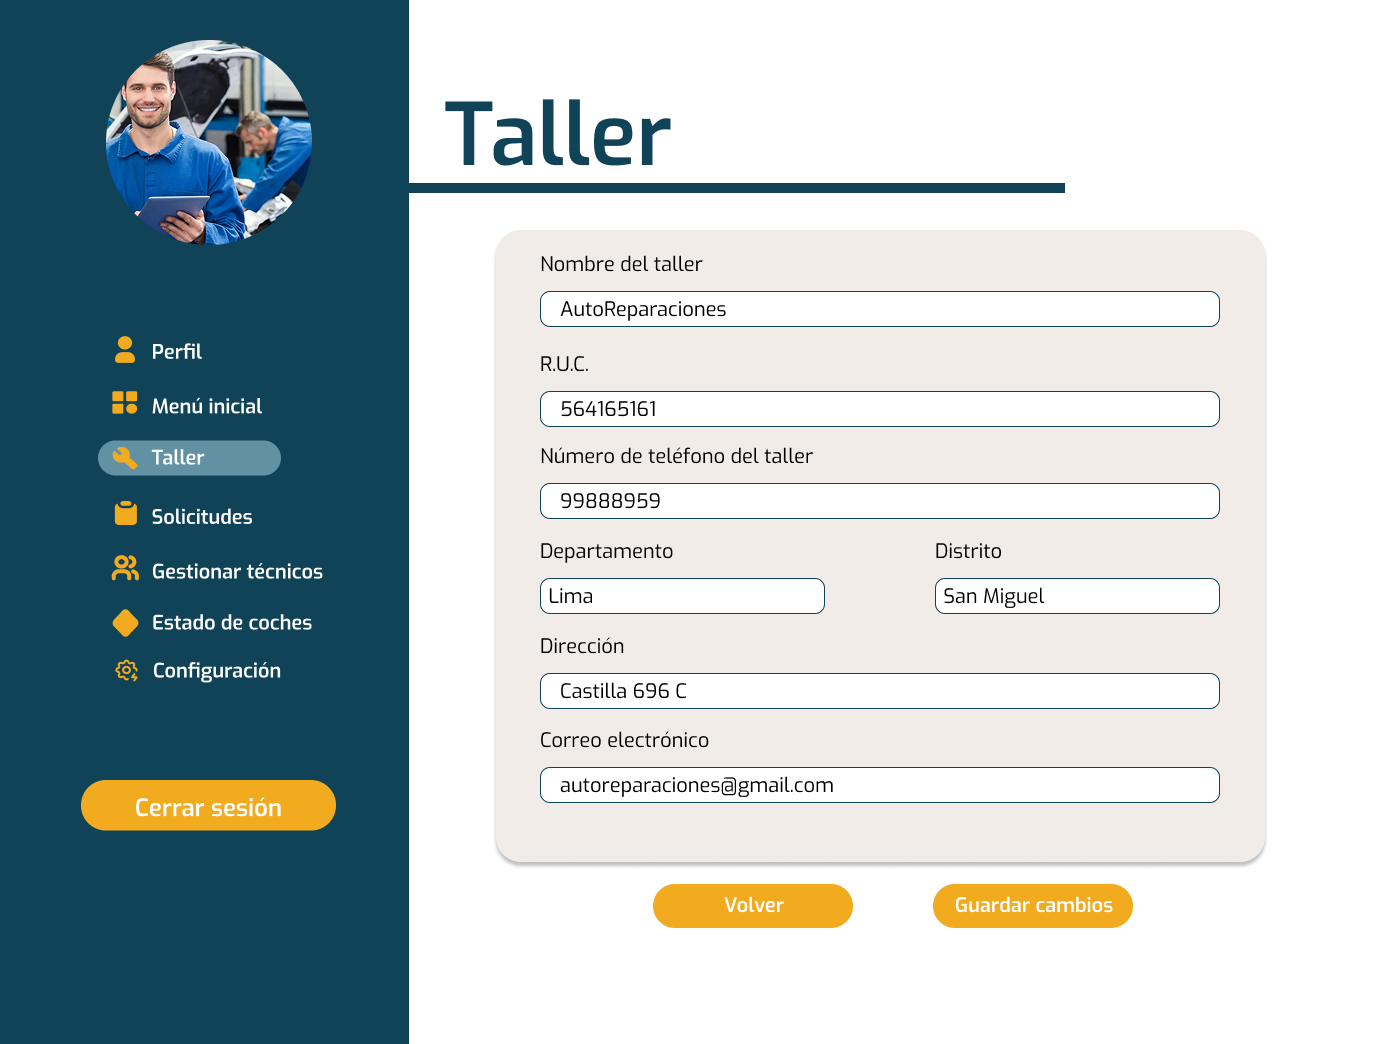 Taller
Perfil
Menú inicial
Taller
Solicitudes
Gestionar técnicos
Estado de coches
Configuración
Cerrar sesión
Nombre del taller
AutoReparaciones
R.U.C.
564165161
Número de teléfono del taller
99888959
Departamento
Distrito
Lima
San Miguel
Dirección
Castilla 696 C
Correo electrónico
autoreparaciones@gmail.com
Volver
Guardar cambios